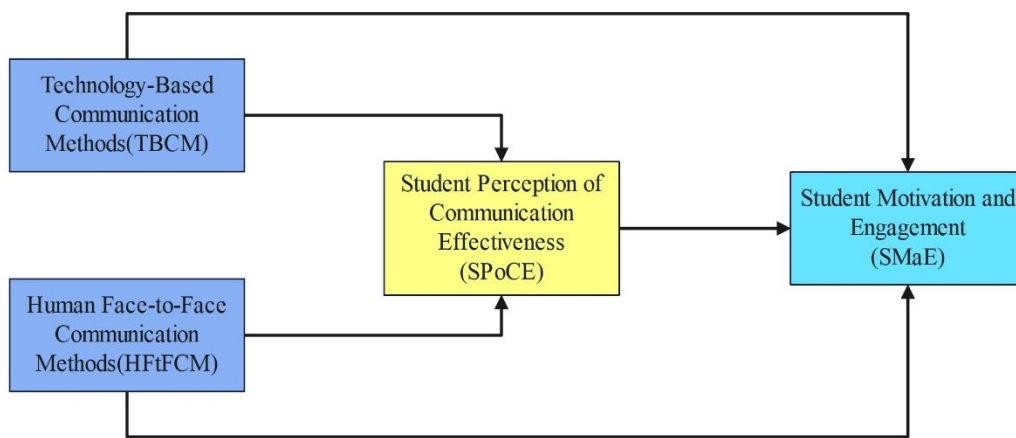 Technology-Based
Communication
Methods(TBCM)
Student Perception of
Communication
Effectiveness
(SPoCE)
Student Motivation and
Engagement
(SMaE)
Human Face-to-Face
Communication
Methods(HFtFCM)